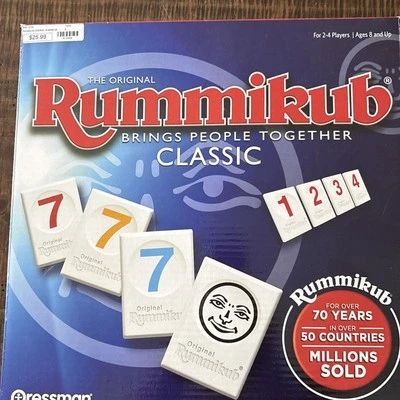 $25.99
For 2-4 Players | Ages 8 and Up
THE ORIGINAL
Rummikub®
BRINGS PEOPLE TOGETHER
CLASSIC
7
Original
Rummikub
7
Original
Rummikub
7
Original
Rummikub
Original
Rummikub
1 2 3 4
Rummikub
FOR OVER
70 YEARS
IN OVER
50 COUNTRIES
MILLIONS
SOLD
Pressman